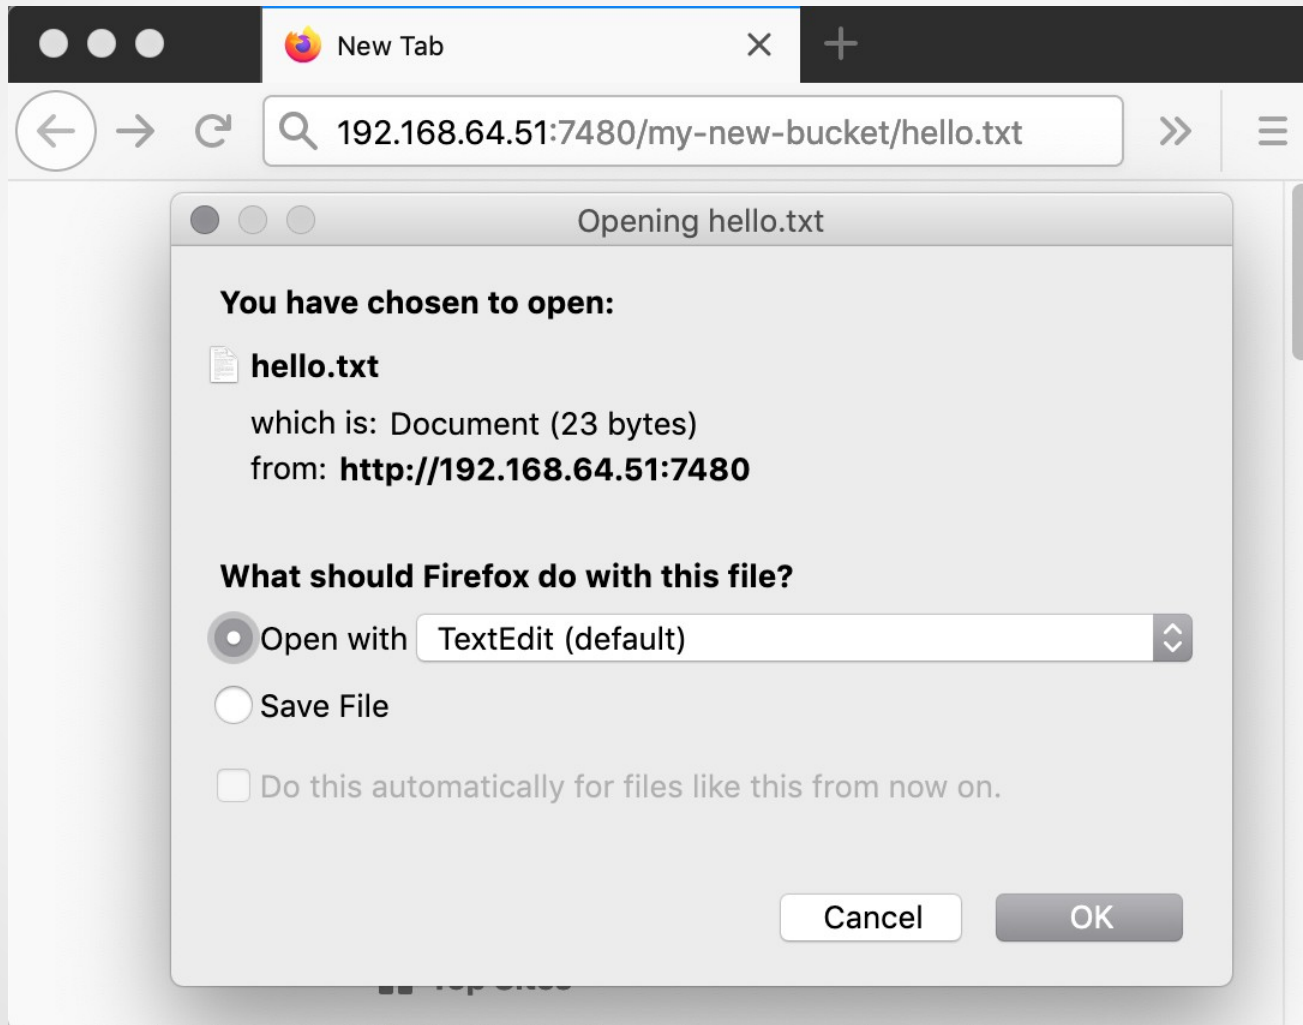 New Tab
192.168.64.51:7480/my-new-bucket/hello.txt
Opening hello.txt
You have chosen to open:
hello.txt
which is: Document (23 bytes)
from: http://192.168.64.51:7480
What should Firefox do with this file?
Open with TextEdit (default)
Save File
Do this automatically for files like this from now on.
Cancel OK
Top Sites